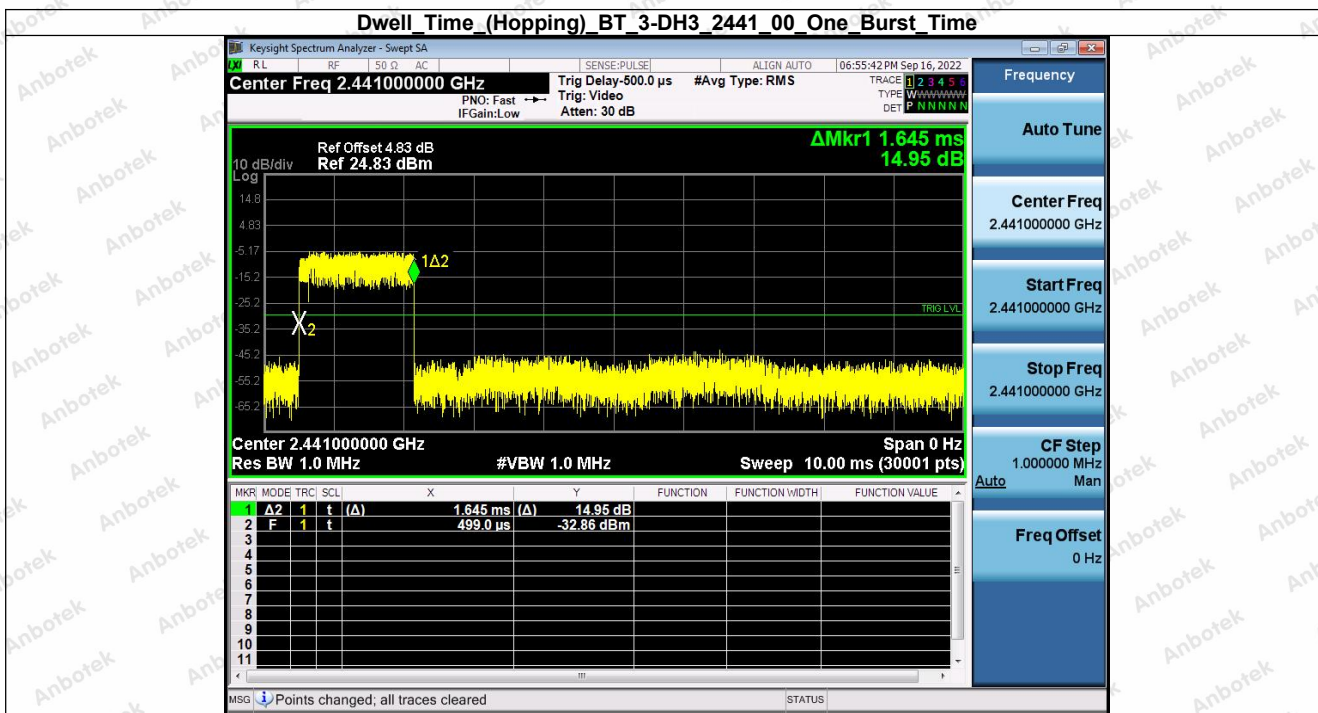 Dwell_Time_(Hopping)_BT_3-DH3_2441_00_One_Burst_Time
Keysight Spectrum Analyzer - Swept SA
LXI RL RF 50 Ω AC SENSE:PULSE ALIGN AUTO 06:55:42 PM Sep 16, 2022
Center Freq 2.441000000 GHz
PNO: Fast
IFGain:Low
Trig Delay-500.0 µs
Trig: Video
Atten: 30 dB
#Avg Type: RMS
TRACE 1 2 3 4 5 6
TYPE WWWWWW
DET P N N N N N
Frequency
Auto Tune
Center Freq
2.441000000 GHz
Start Freq
2.441000000 GHz
Stop Freq
2.441000000 GHz
CF Step
1.000000 MHz
Auto Man
Freq Offset
0 Hz
ΔMkr1 1.645 ms
14.95 dB
Ref Offset 4.83 dB
10 dB/div Ref 24.83 dBm
Log
14.8
4.83
-5.17
-15.2
-25.2
-35.2
-45.2
-55.2
-65.2
1Δ2
TRIG LVL
2
Center 2.441000000 GHz Span 0 Hz
Res BW 1.0 MHz #VBW 1.0 MHz Sweep 10.00 ms (30001 pts)
MKR MODE TRC SCL X Y FUNCTION FUNCTION WIDTH FUNCTION VALUE
1 Δ2 1 t (Δ) 1.645 ms (Δ) 14.95 dB
2 F 1 t 499.0 µs -32.86 dBm
3
4
5
6
7
8
9
10
11
MSG Points changed; all traces cleared STATUS
Anbotek